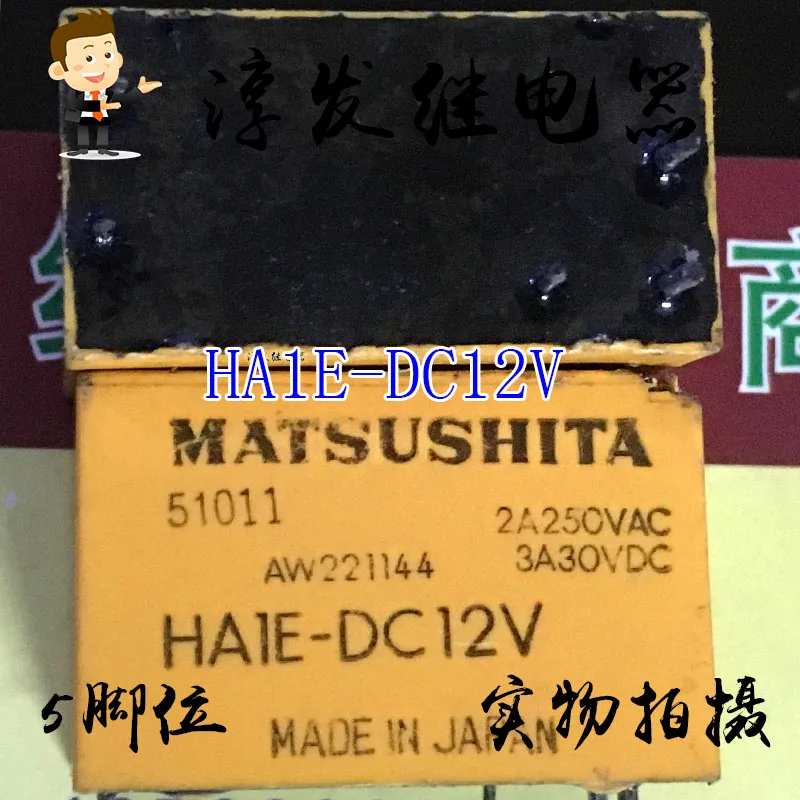 淳发继电器
商
HA1E-DC12V
MATSUSHITA
51011
2A250VAC
AW221144
3A30VDC
HA1E-DC12V
5脚位
实物拍摄
MADE IN JAPAN